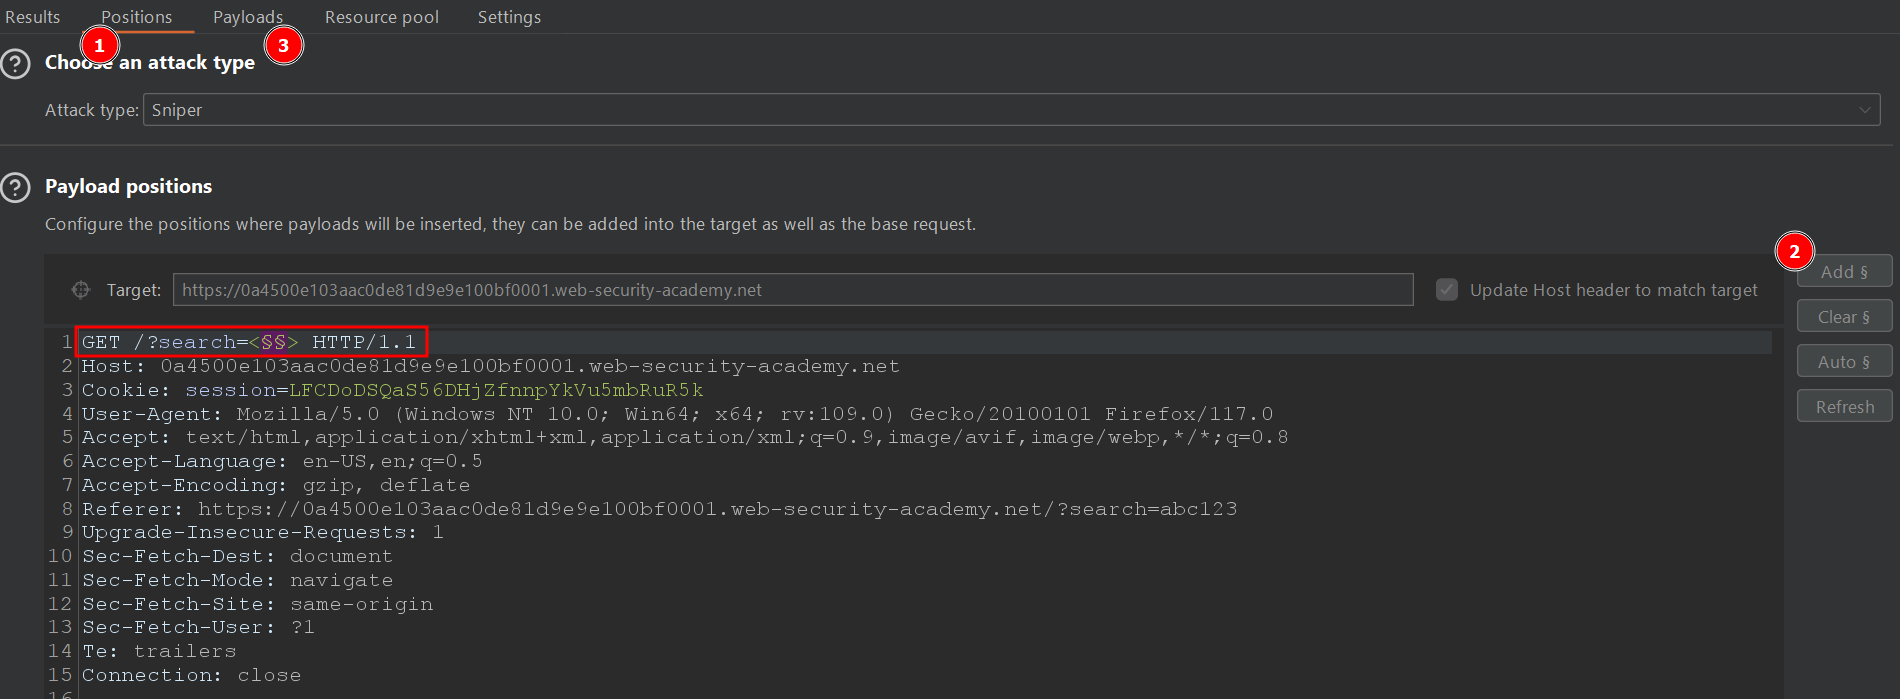 Results Positions Payloads Resource pool Settings
1 3
? Choose an attack type
Attack type: Sniper
? Payload positions
Configure the positions where payloads will be inserted, they can be added into the target as well as the base request.
2
Target: https://0a4500e103aac0de81d9e9e100bf0001.web-security-academy.net Update Host header to match target Add §
Clear §
Auto §
Refresh
1 GET /?search=<§§> HTTP/1.1
2 Host: 0a4500e103aac0de81d9e9e100bf0001.web-security-academy.net
3 Cookie: session=LFCDoDSQaS56DHjZfnnpYkVu5mbRuR5k
4 User-Agent: Mozilla/5.0 (Windows NT 10.0; Win64; x64; rv:109.0) Gecko/20100101 Firefox/117.0
5 Accept: text/html,application/xhtml+xml,application/xml;q=0.9,image/avif,image/webp,*/*;q=0.8
6 Accept-Language: en-US,en;q=0.5
7 Accept-Encoding: gzip, deflate
8 Referer: https://0a4500e103aac0de81d9e9e100bf0001.web-security-academy.net/?search=abc123
9 Upgrade-Insecure-Requests: 1
10 Sec-Fetch-Dest: document
11 Sec-Fetch-Mode: navigate
12 Sec-Fetch-Site: same-origin
13 Sec-Fetch-User: ?1
14 Te: trailers
15 Connection: close
16